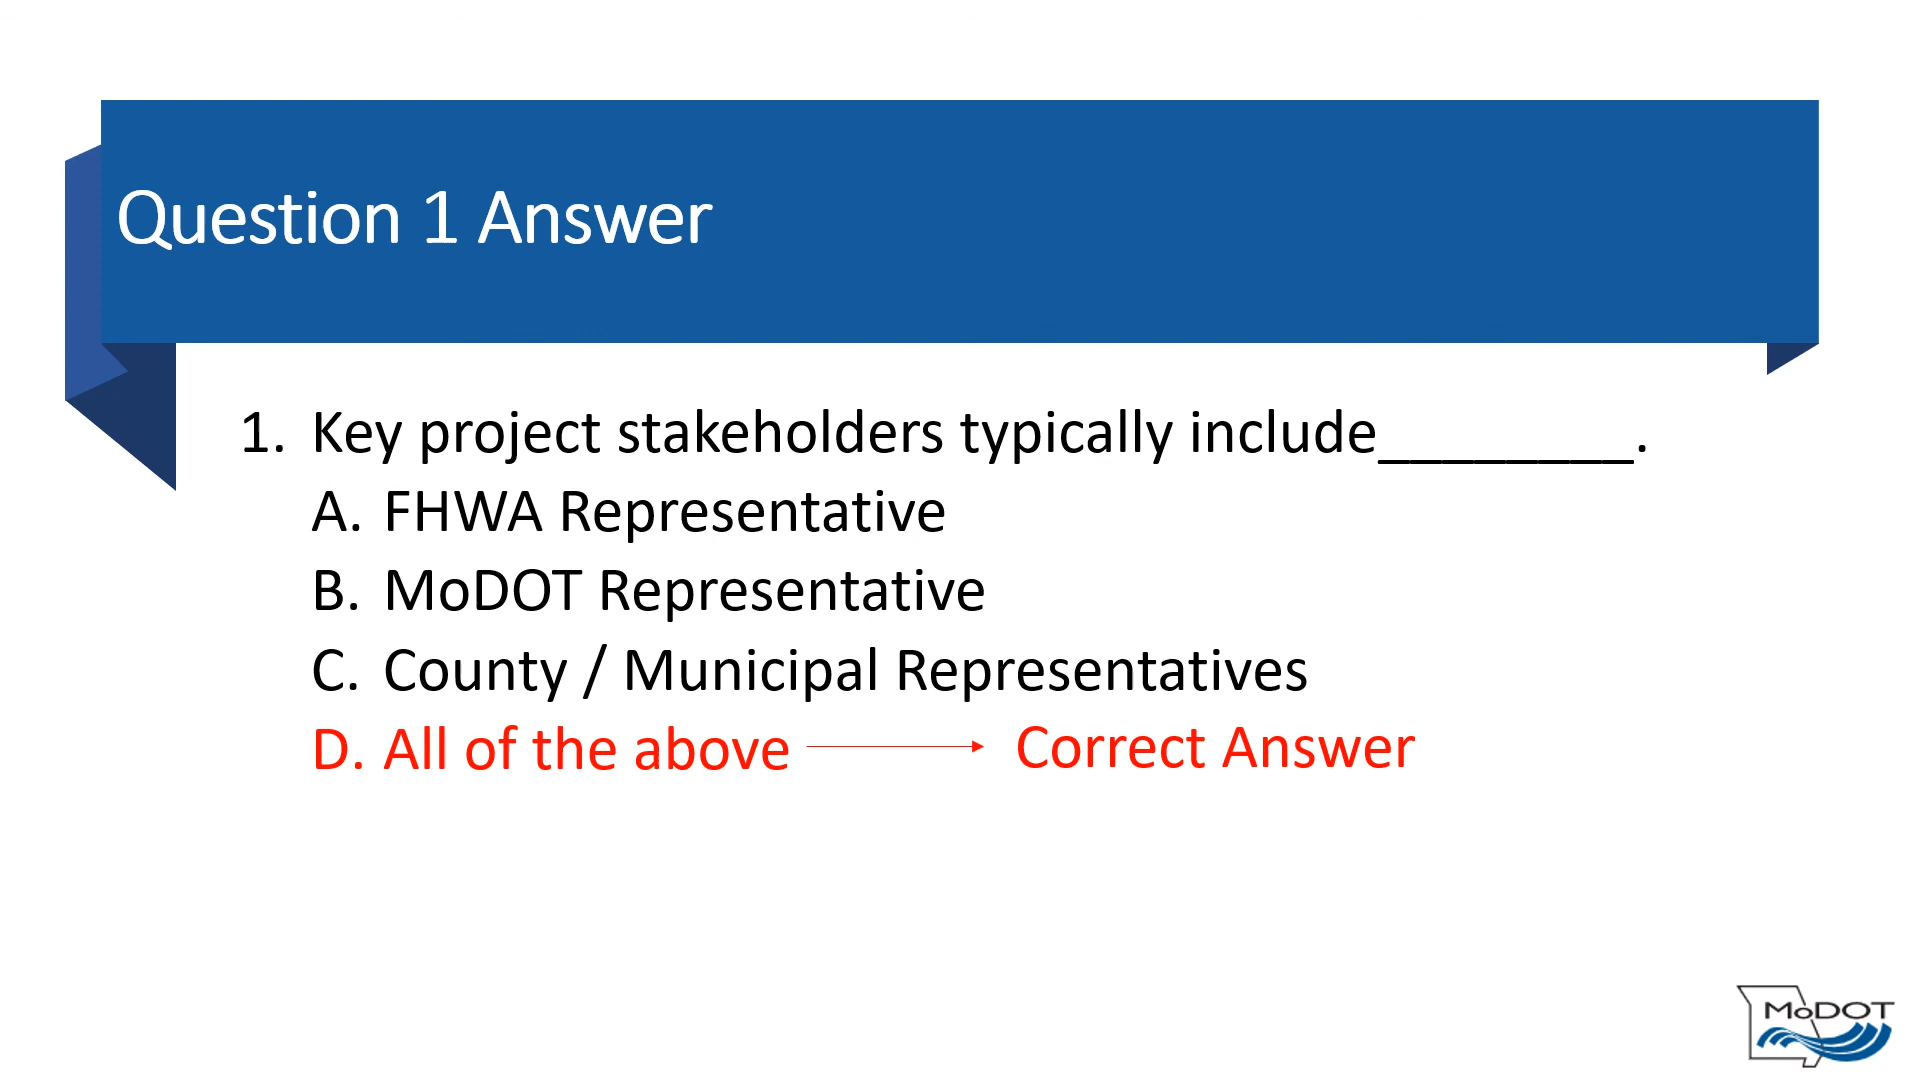 Question 1 Answer
1. Key project stakeholders typically include________.
A. FHWA Representative
B. MoDOT Representative
C. County / Municipal Representatives
D. All of the above Correct Answer
MoDOT